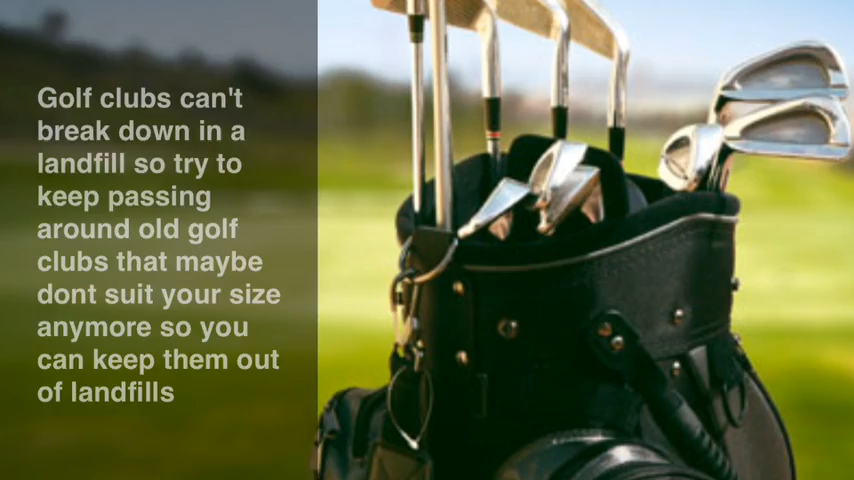 Golf clubs can't
break down in a
landfill so try to
keep passing
around old golf
clubs that maybe
dont suit your size
anymore so you
can keep them out
of landfills